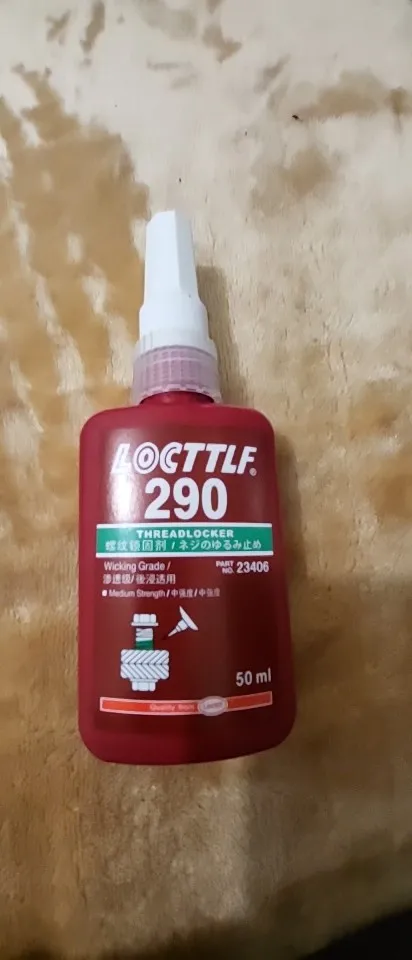 LOCTTLF®
290
THREADLOCKER
螺纹锁固剂 / ネジのゆるみ止め
Wicking Grade /
渗透级/ 後浸透用
PART NO. 23406
Medium Strength / 中强度 / 中強度
50 ml
Quality from